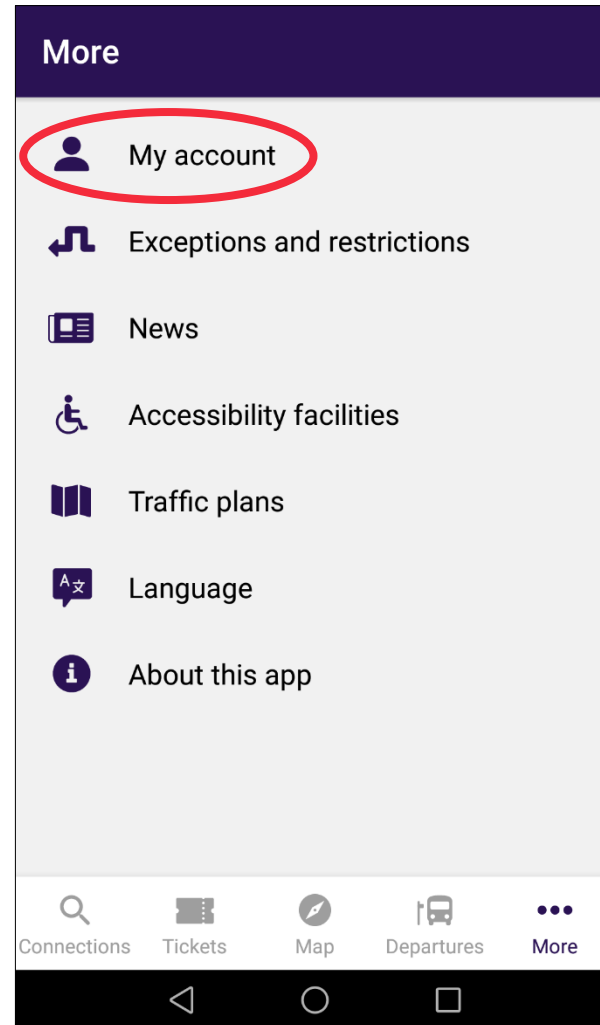 More
My account
Exceptions and restrictions
News
Accessibility facilities
Traffic plans
Language
About this app
Connections Tickets Map Departures More